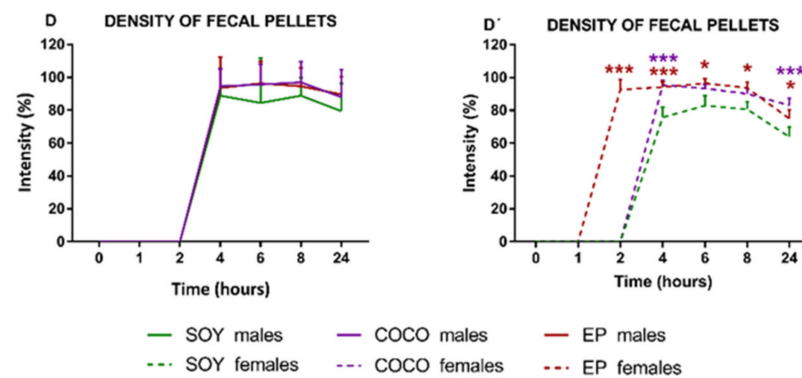 D DENSITY OF FECAL PELLETS
120
100
80
60
40
20
0
Intensity (%)
0 1 2 4 6 8 24
Time (hours)
D´ DENSITY OF FECAL PELLETS
120
100
80
60
40
20
0
Intensity (%)
*** *** *** * * *** *
0 1 2 4 6 8 24
Time (hours)
SOY males COCO males EP males
SOY females COCO females EP females